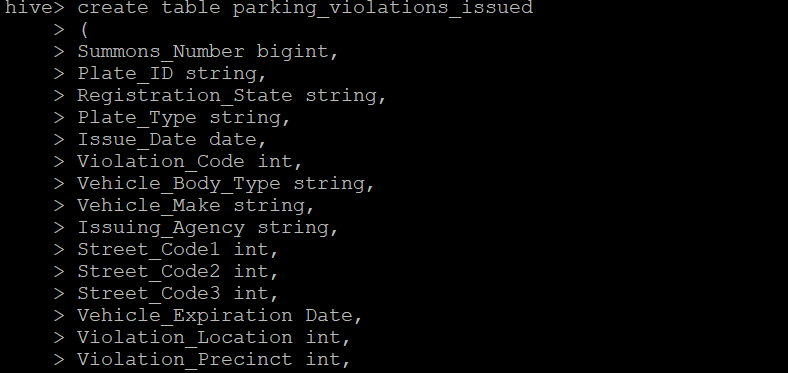 hive> create table parking_violations_issued
> (
> Summons_Number bigint,
> Plate_ID string,
> Registration_State string,
> Plate_Type string,
> Issue_Date date,
> Violation_Code int,
> Vehicle_Body_Type string,
> Vehicle_Make string,
> Issuing_Agency string,
> Street_Code1 int,
> Street_Code2 int,
> Street_Code3 int,
> Vehicle_Expiration Date,
> Violation_Location int,
> Violation_Precinct int,